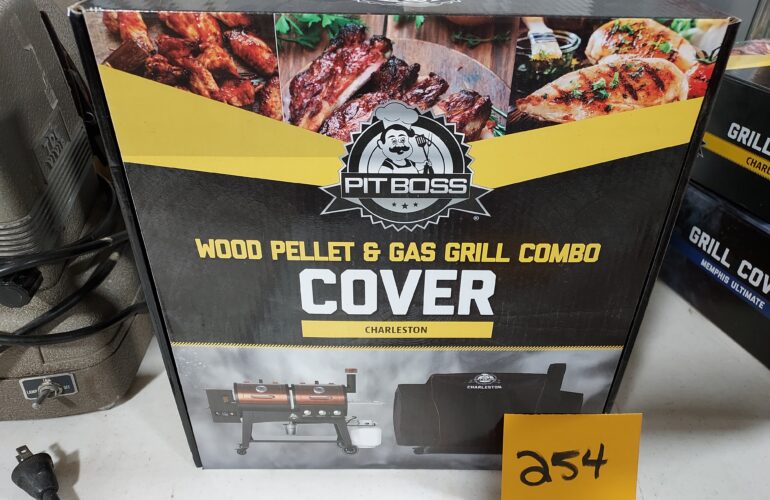 PIT BOSS
®
WOOD PELLET & GAS GRILL COMBO
COVER
CHARLESTON
CHARLESTON
254
GRILL
GRILL COV
MEMPHIS ULTIMATE